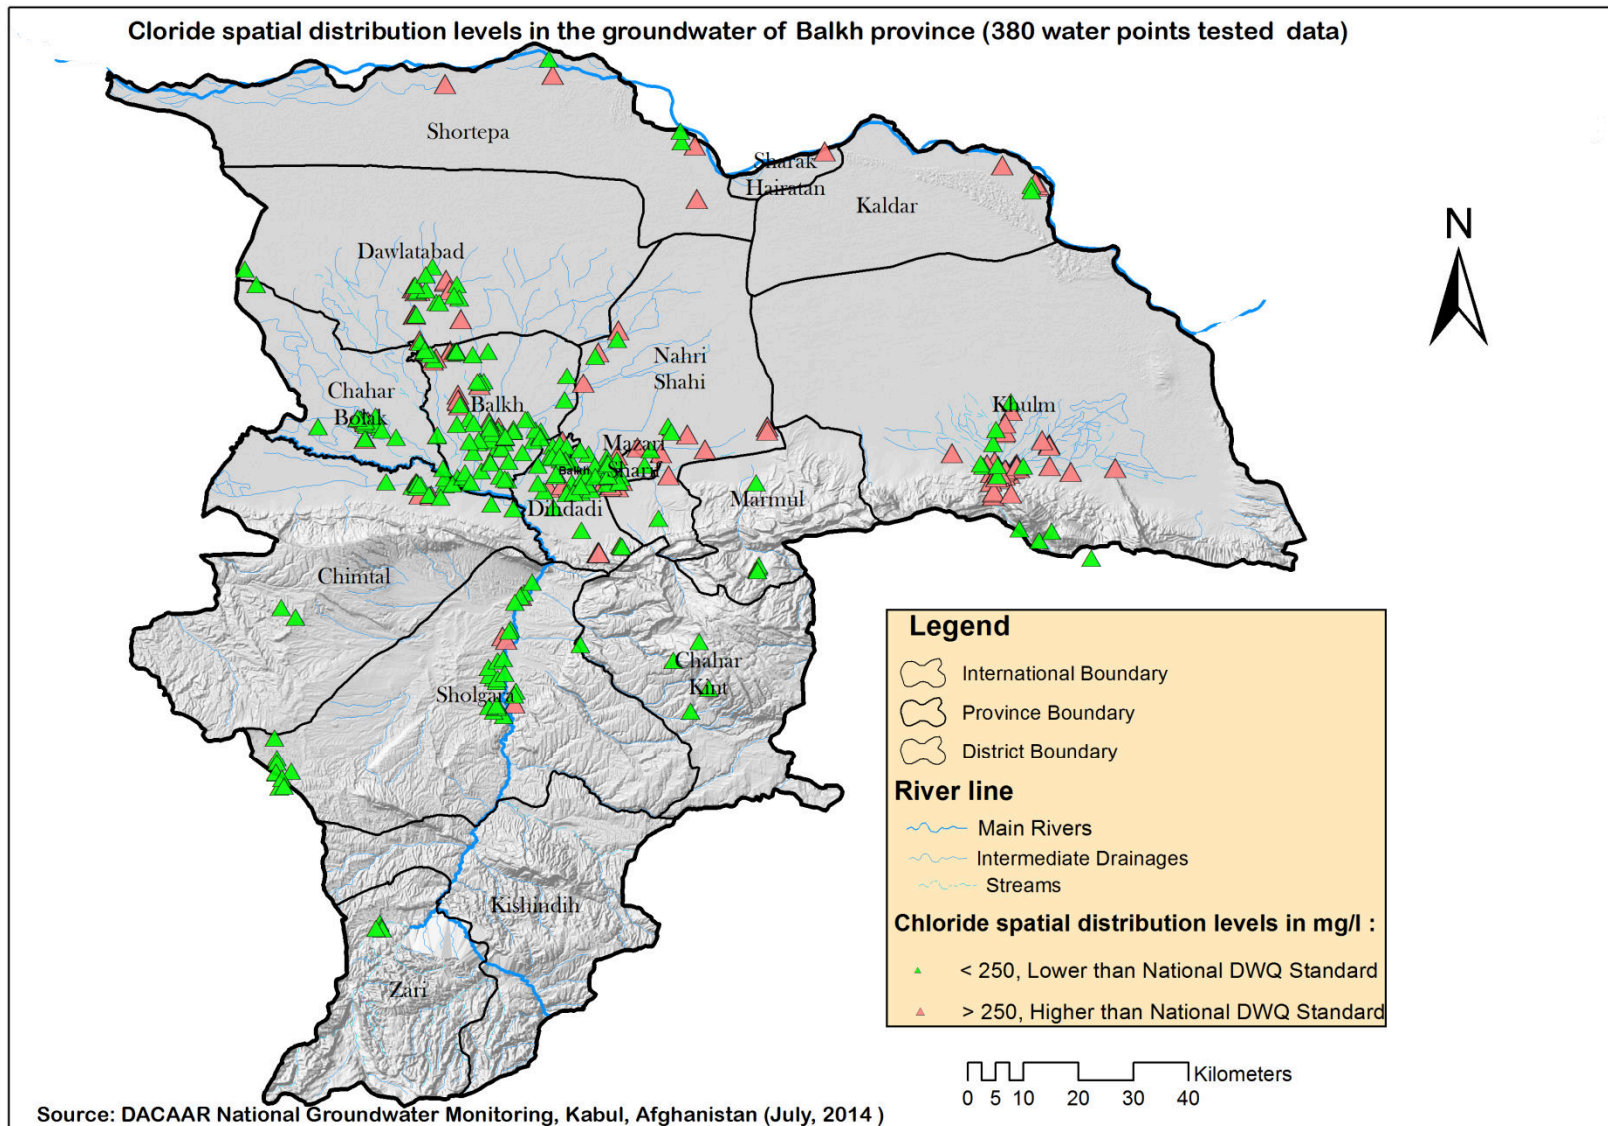 Cloride spatial distribution levels in the groundwater of Balkh province (380 water points tested data)
Shortepa
Sharak
Hairatan
Kaldar
N
Dawlatabad
Nahri
Shahi
Chahar
Bolak
Balkh
Khulm
Mazari
Sharif
Balkh
Marmul
Dihdadi
Chimtal
Chahar
Kint
Sholgara
Kishindih
Zari
Legend
International Boundary
Province Boundary
District Boundary
River line
Main Rivers
Intermediate Drainages
Streams
Chloride spatial distribution levels in mg/l :
< 250, Lower than National DWQ Standard
> 250, Higher than National DWQ Standard
Kilometers
0 5 10 20 30 40
Source: DACAAR National Groundwater Monitoring, Kabul, Afghanistan (July, 2014 )